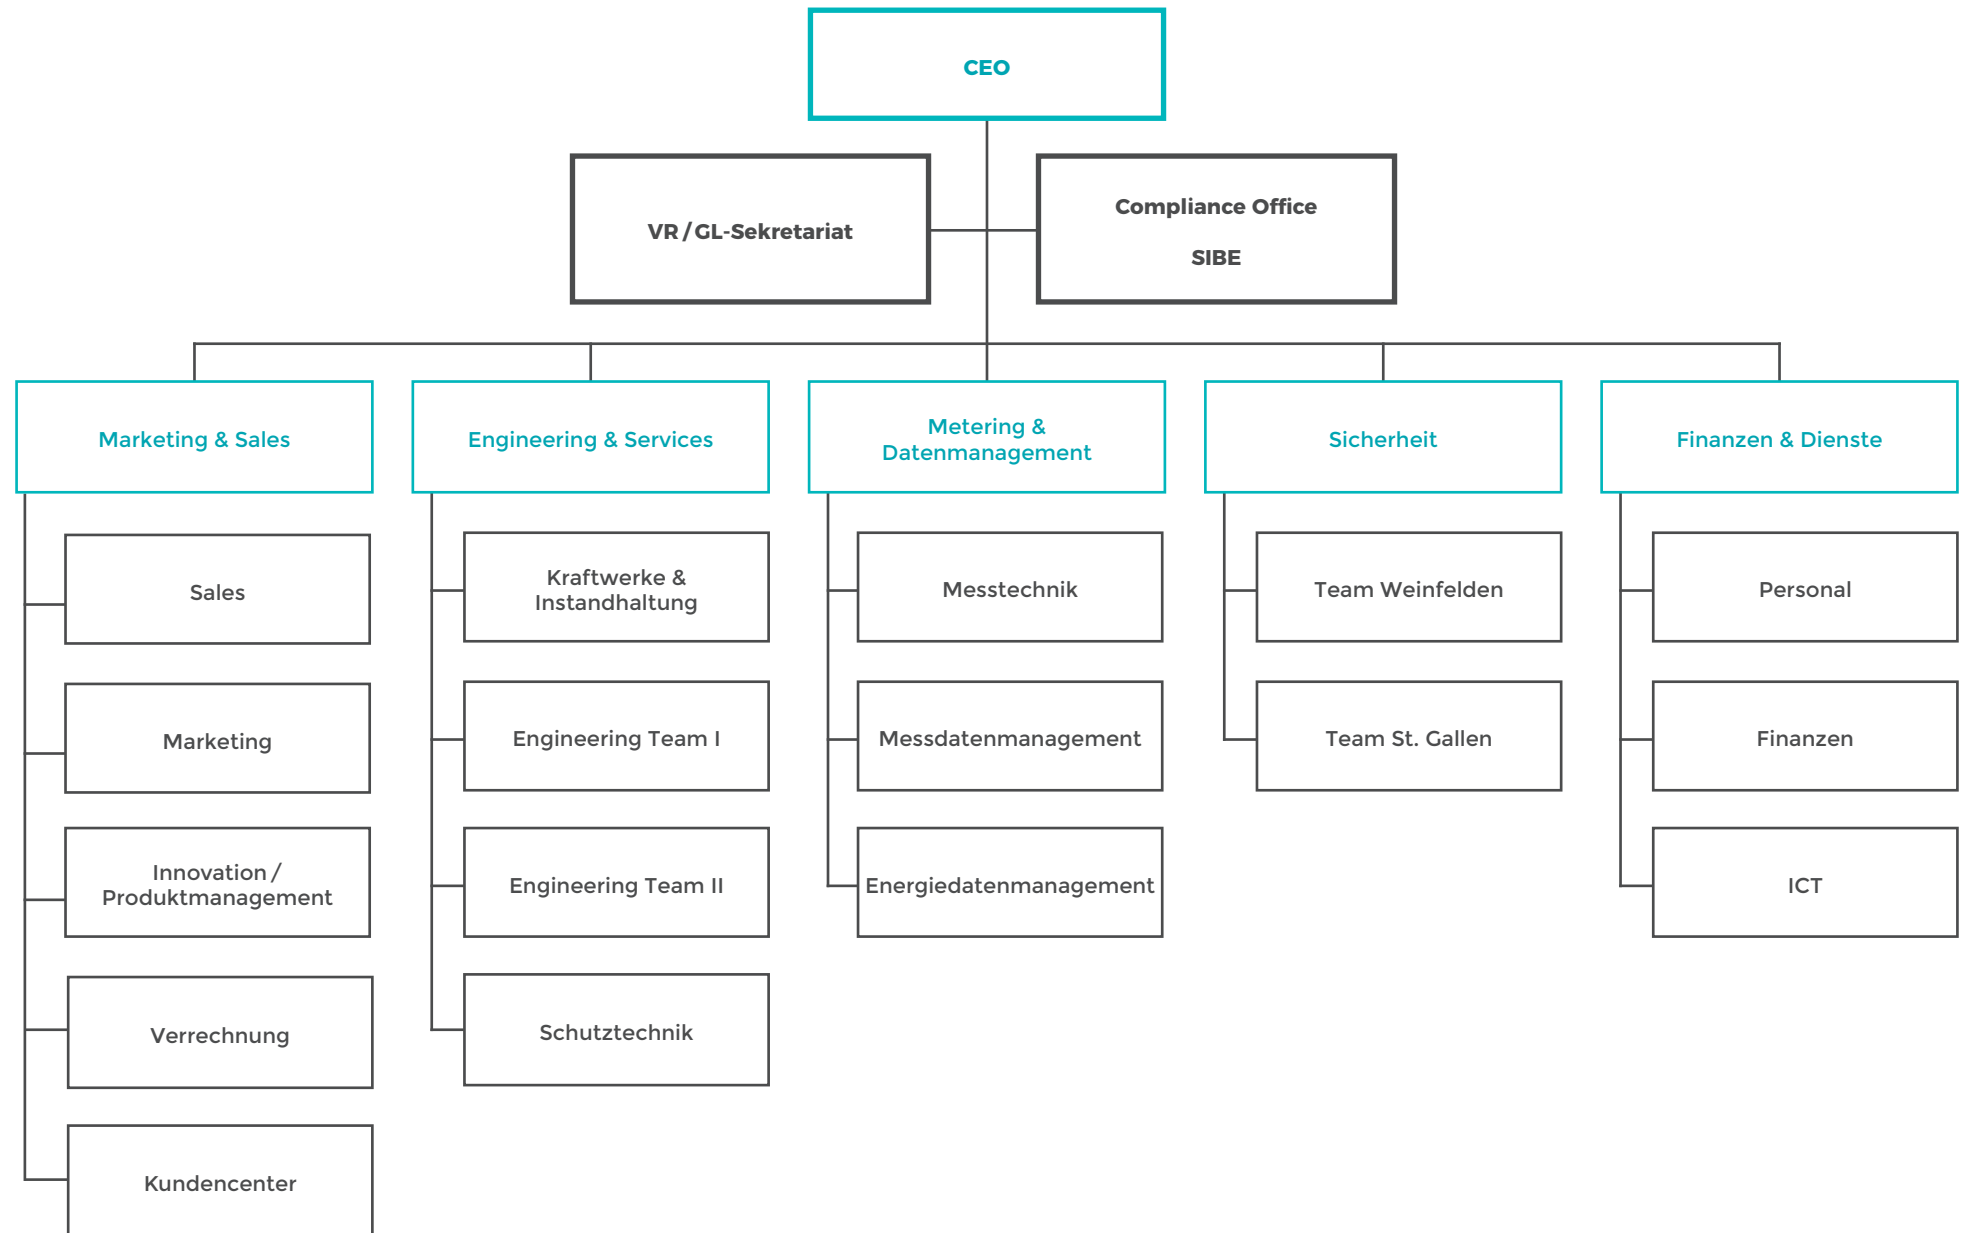 CEO
VR / GL-Sekretariat
Compliance Office
SIBE
Marketing & Sales
Engineering & Services
Metering &
Datenmanagement
Sicherheit
Finanzen & Dienste
Sales
Marketing
Innovation /
Produktmanagement
Verrechnung
Kundencenter
Kraftwerke &
Instandhaltung
Engineering Team I
Engineering Team II
Schutztechnik
Messtechnik
Messdatenmanagement
Energiedatenmanagement
Team Weinfelden
Team St. Gallen
Personal
Finanzen
ICT